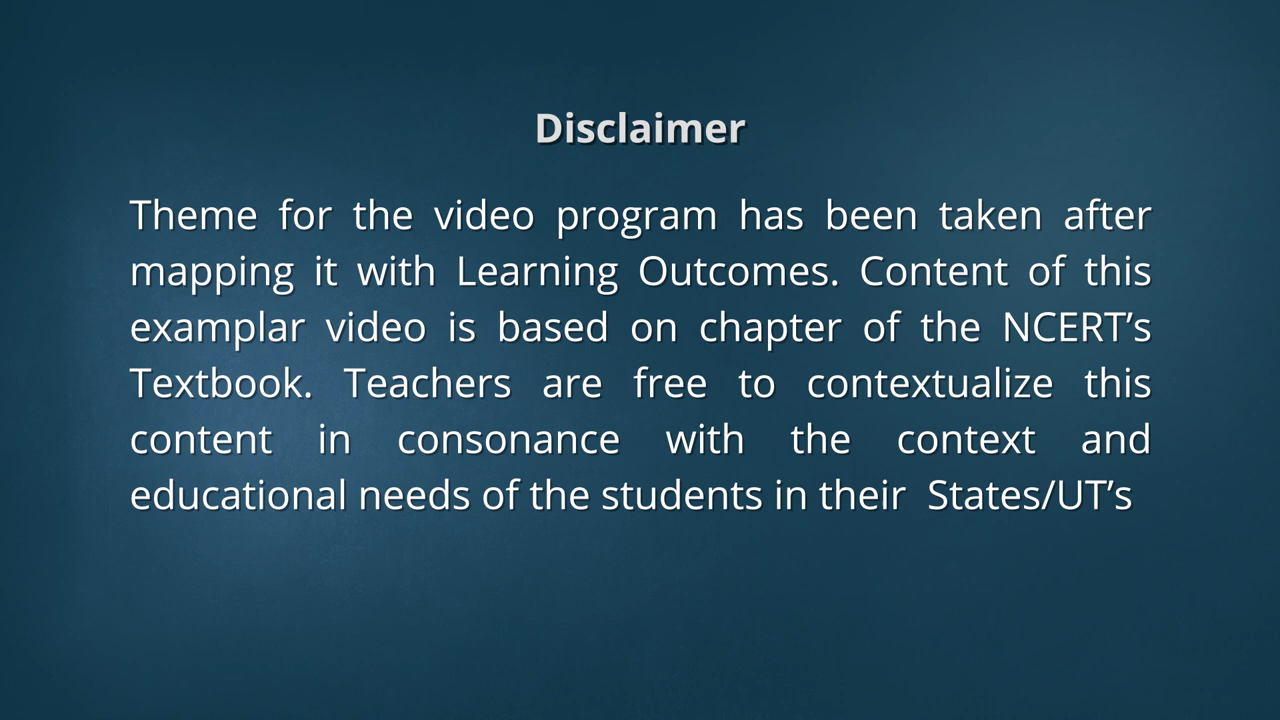 Disclaimer
Theme for the video program has been taken after
mapping it with Learning Outcomes. Content of this
examplar video is based on chapter of the NCERT’s
Textbook. Teachers are free to contextualize this
content in consonance with the context and
educational needs of the students in their  States/UT’s